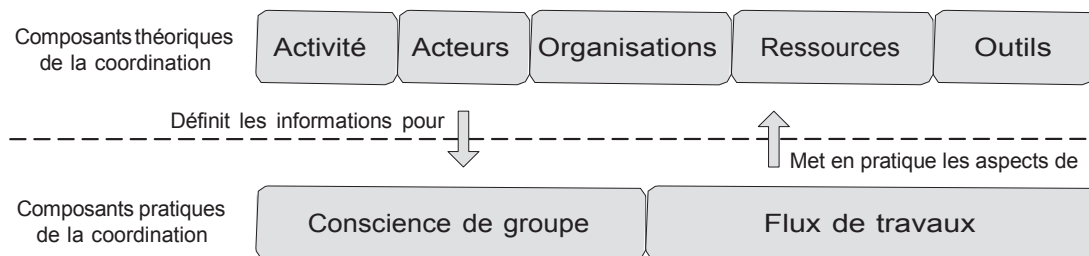 Composants théoriques
de la coordination
Activité Acteurs Organisations Ressources Outils
Définit les informations pour
Met en pratique les aspects de
Composants pratiques
de la coordination
Conscience de groupe Flux de travaux